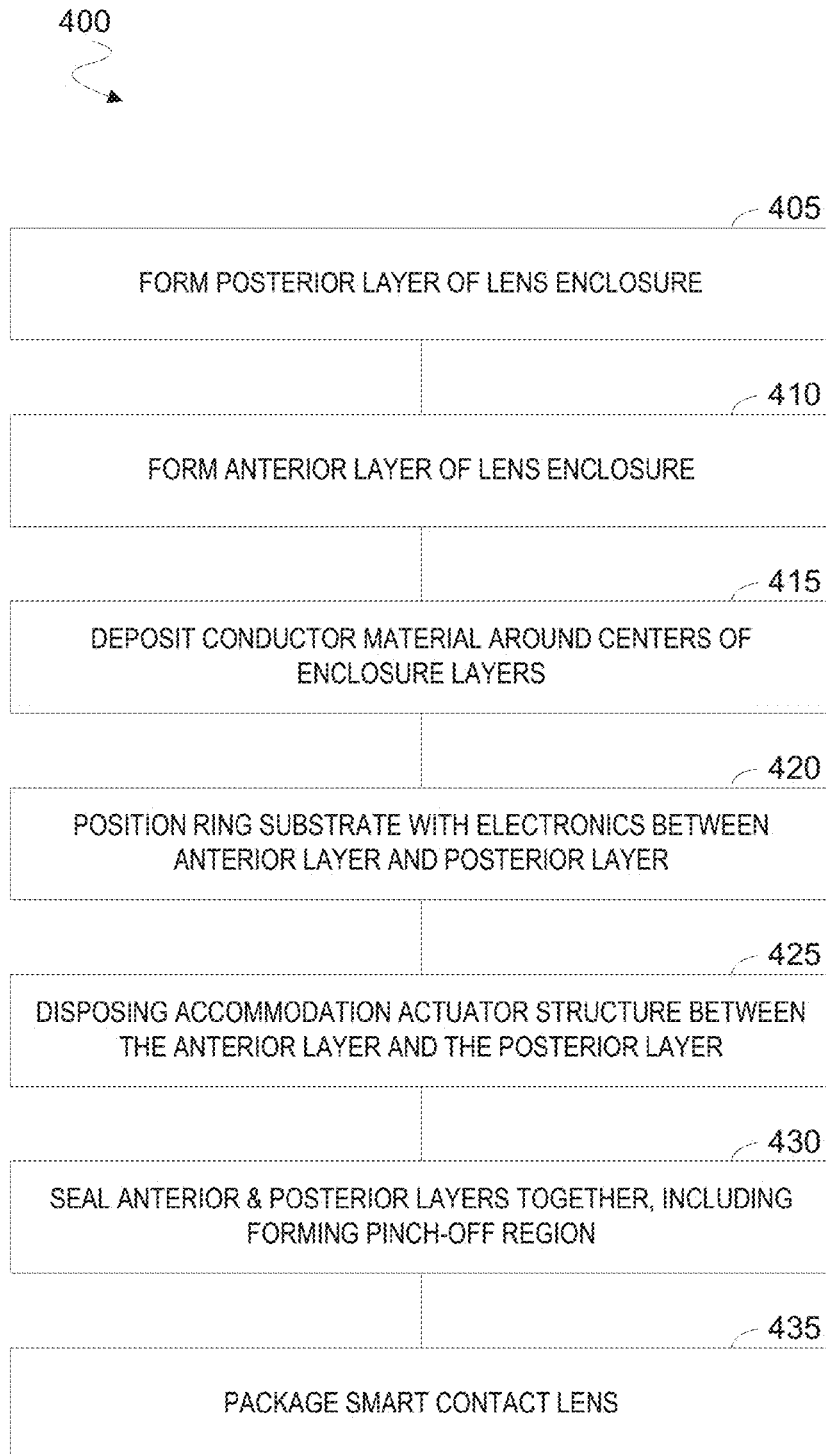 400
405
FORM POSTERIOR LAYER OF LENS ENCLOSURE
410
FORM ANTERIOR LAYER OF LENS ENCLOSURE
415
DEPOSIT CONDUCTOR MATERIAL AROUND CENTERS OF
ENCLOSURE LAYERS
420
POSITION RING SUBSTRATE WITH ELECTRONICS BETWEEN
ANTERIOR LAYER AND POSTERIOR LAYER
425
DISPOSING ACCOMMODATION ACTUATOR STRUCTURE BETWEEN
THE ANTERIOR LAYER AND THE POSTERIOR LAYER
430
SEAL ANTERIOR & POSTERIOR LAYERS TOGETHER, INCLUDING
FORMING PINCH-OFF REGION
435
PACKAGE SMART CONTACT LENS